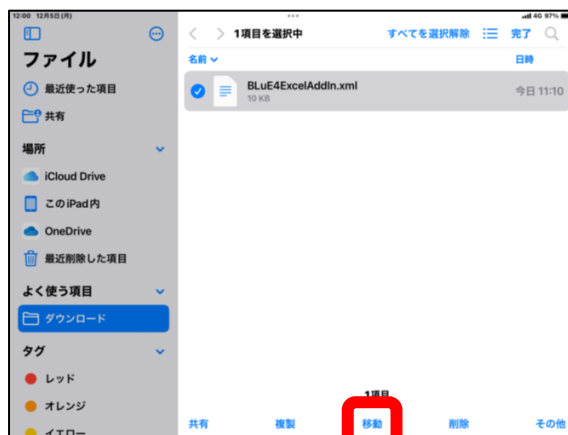 12:00 12月5日(月)
4G 97%
ファイル
最近使った項目
共有
場所
iCloud Drive
このiPad内
OneDrive
最近削除した項目
よく使う項目
ダウンロード
タグ
レッド
オレンジ
イエロー
1項目を選択中
すべてを選択解除
完了
名前
日時
BLuE4ExcelAddIn.xml
10 KB
今日 11:10
1項目
共有
複製
移動
削除
その他